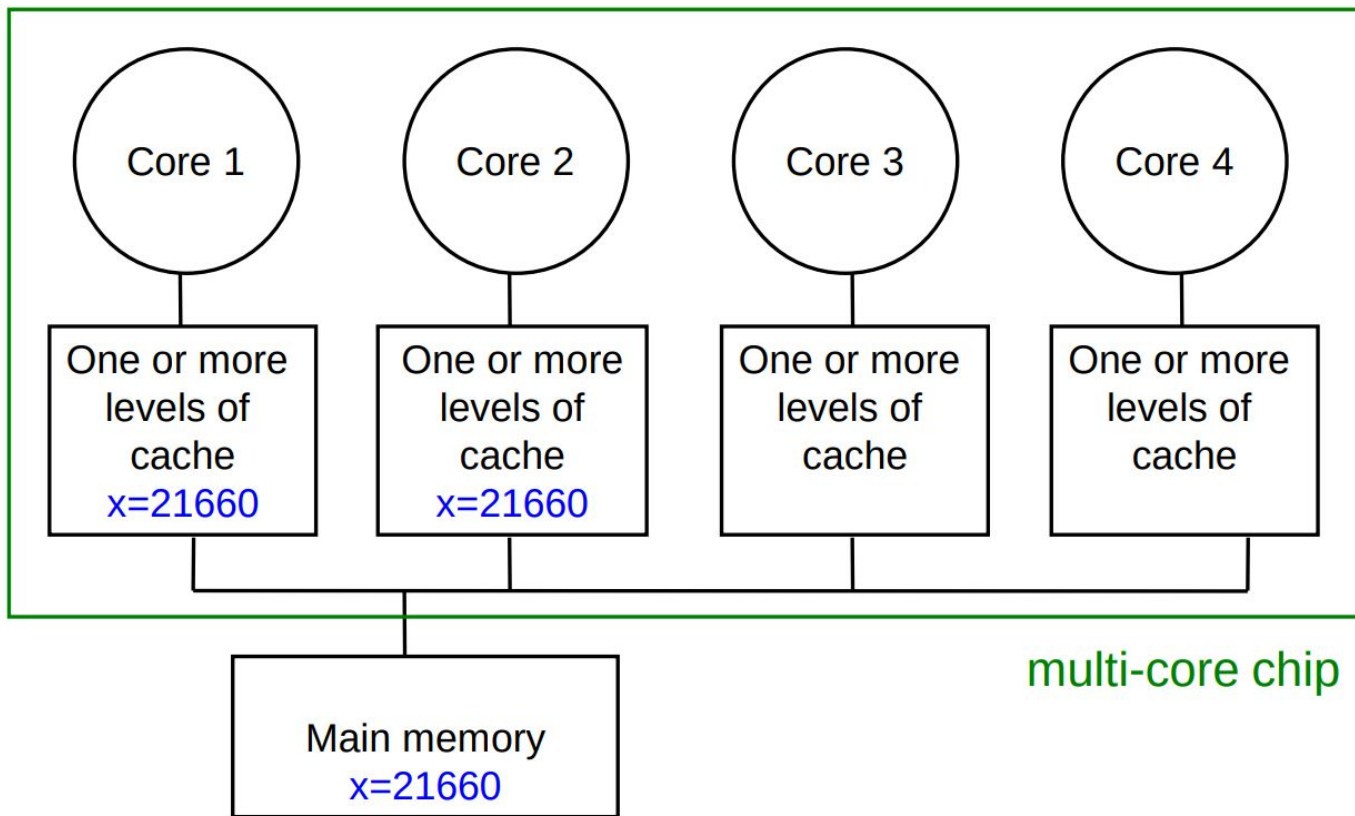 Core 1
Core 2
Core 3
Core 4
One or more
levels of
cache
x=21660
One or more
levels of
cache
x=21660
One or more
levels of
cache
One or more
levels of
cache
multi-core chip
Main memory
x=21660